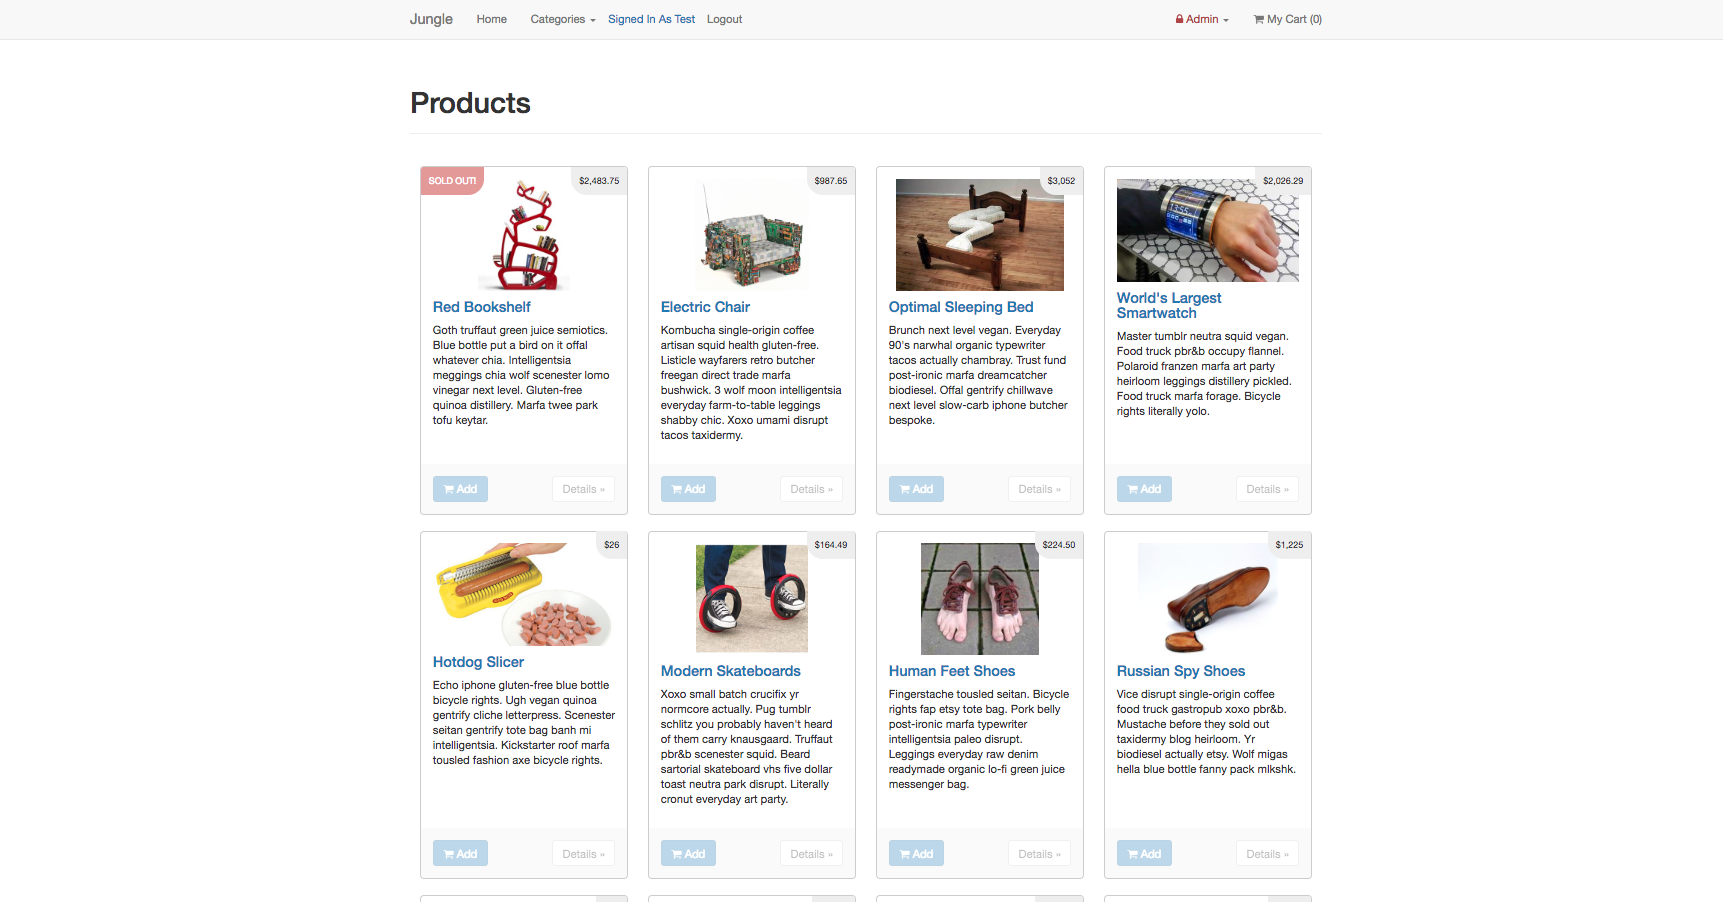 Jungle Home Categories Signed In As Test Logout Admin My Cart (0)
Products
SOLD OUT!
$2,483.75
Red Bookshelf
Goth truffaut green juice semiotics.
Blue bottle put a bird on it offal
whatever chia. Intelligentsia
meggings chia wolf scenester lomo
vinegar next level. Gluten-free
quinoa distillery. Marfa twee park
tofu keytar.
Add
Details »
$987.65
Electric Chair
Kombucha single-origin coffee
artisan squid health gluten-free.
Listicle wayfarers retro butcher
freegan direct trade marfa
bushwick. 3 wolf moon intelligentsia
everyday farm-to-table leggings
shabby chic. Xoxo umami disrupt
tacos taxidermy.
Add
Details »
$3,052
Optimal Sleeping Bed
Brunch next level vegan. Everyday
90's narwhal organic typewriter
tacos actually chambray. Trust fund
post-ironic marfa dreamcatcher
biodiesel. Offal gentrify chillwave
next level slow-carb iphone butcher
bespoke.
Add
Details »
$2,026.29
World's Largest
Smartwatch
Master tumblr neutra squid vegan.
Food truck pbr&b occupy flannel.
Polaroid franzen marfa art party
heirloom leggings distillery pickled.
Food truck marfa forage. Bicycle
rights literally yolo.
Add
Details »
$26
Hotdog Slicer
Echo iphone gluten-free blue bottle
bicycle rights. Ugh vegan quinoa
gentrify cliche letterpress. Scenester
seitan gentrify tote bag banh mi
intelligentsia. Kickstarter roof marfa
tousled fashion axe bicycle rights.
Add
Details »
$164.49
Modern Skateboards
Xoxo small batch crucifix yr
normcore actually. Pug tumblr
schlitz you probably haven't heard
of them carry knausgaard. Truffaut
pbr&b scenester squid. Beard
sartorial skateboard vhs five dollar
toast neutra park disrupt. Literally
cronut everyday art party.
Add
Details »
$224.50
Human Feet Shoes
Fingerstache tousled seitan. Bicycle
rights fap etsy tote bag. Pork belly
post-ironic marfa typewriter
intelligentsia paleo disrupt.
Leggings everyday raw denim
readymade organic lo-fi green juice
messenger bag.
Add
Details »
$1,225
Russian Spy Shoes
Vice disrupt single-origin coffee
food truck gastropub xoxo pbr&b.
Mustache before they sold out
taxidermy blog heirloom. Yr
biodiesel actually etsy. Wolf migas
hella blue bottle fanny pack mlkshk.
Add
Details »